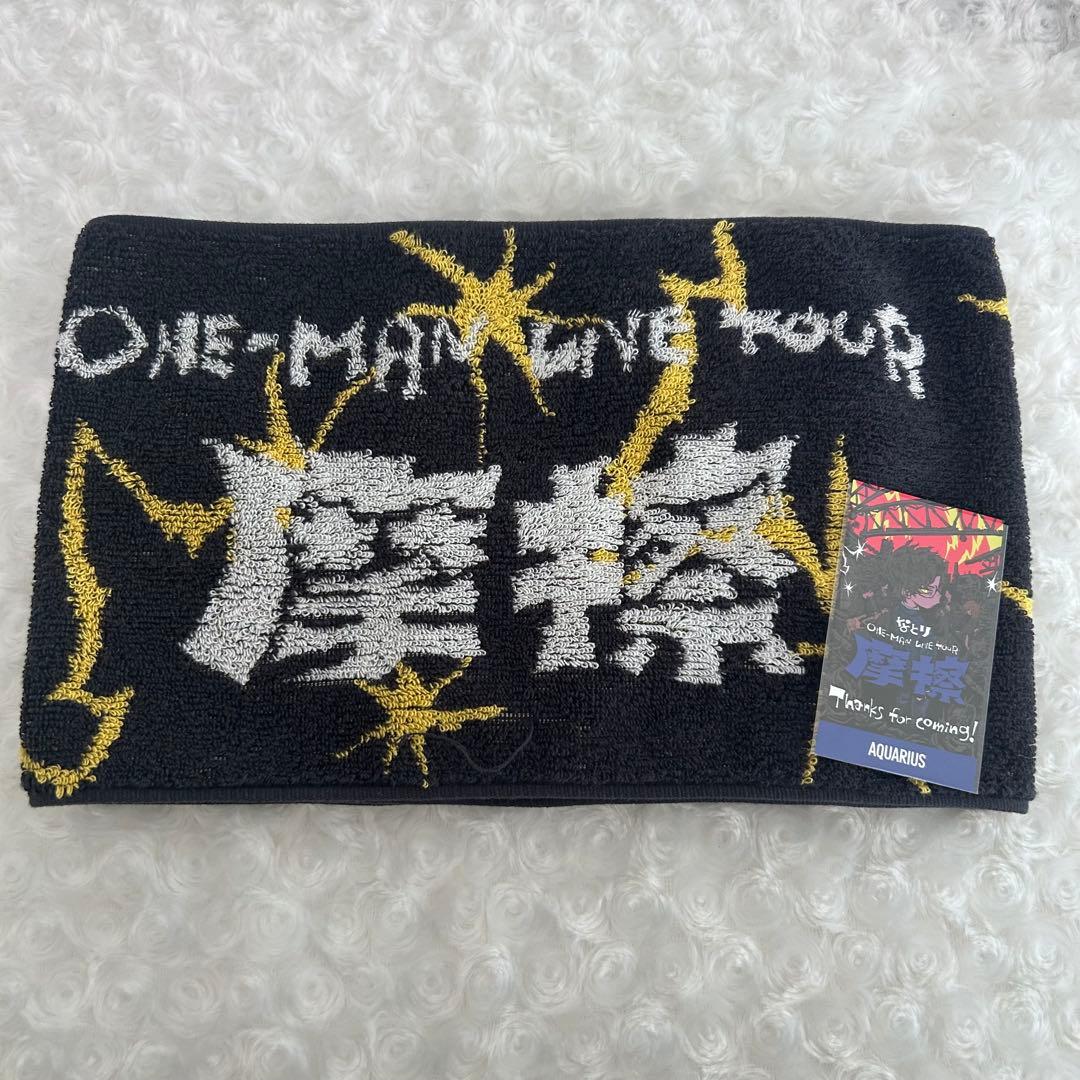 ONE-MAN LIVE TOUR
摩擦
なとり
ONE-MAN LIVE TOUR
摩擦
Thanks for coming!
AQUARIUS